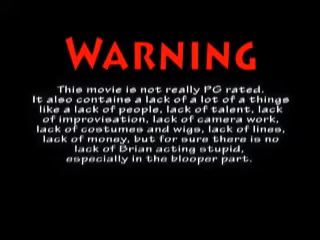 WARNING
This movie is not really PG rated.
It also contains a lack of a lot of a things
like a lack of people, lack of talent, lack
of improvisation, lack of camera work,
lack of costumes and wigs, lack of lines,
lack of money, but for sure there is no
lack of Brian acting stupid,
especially in the blooper part.